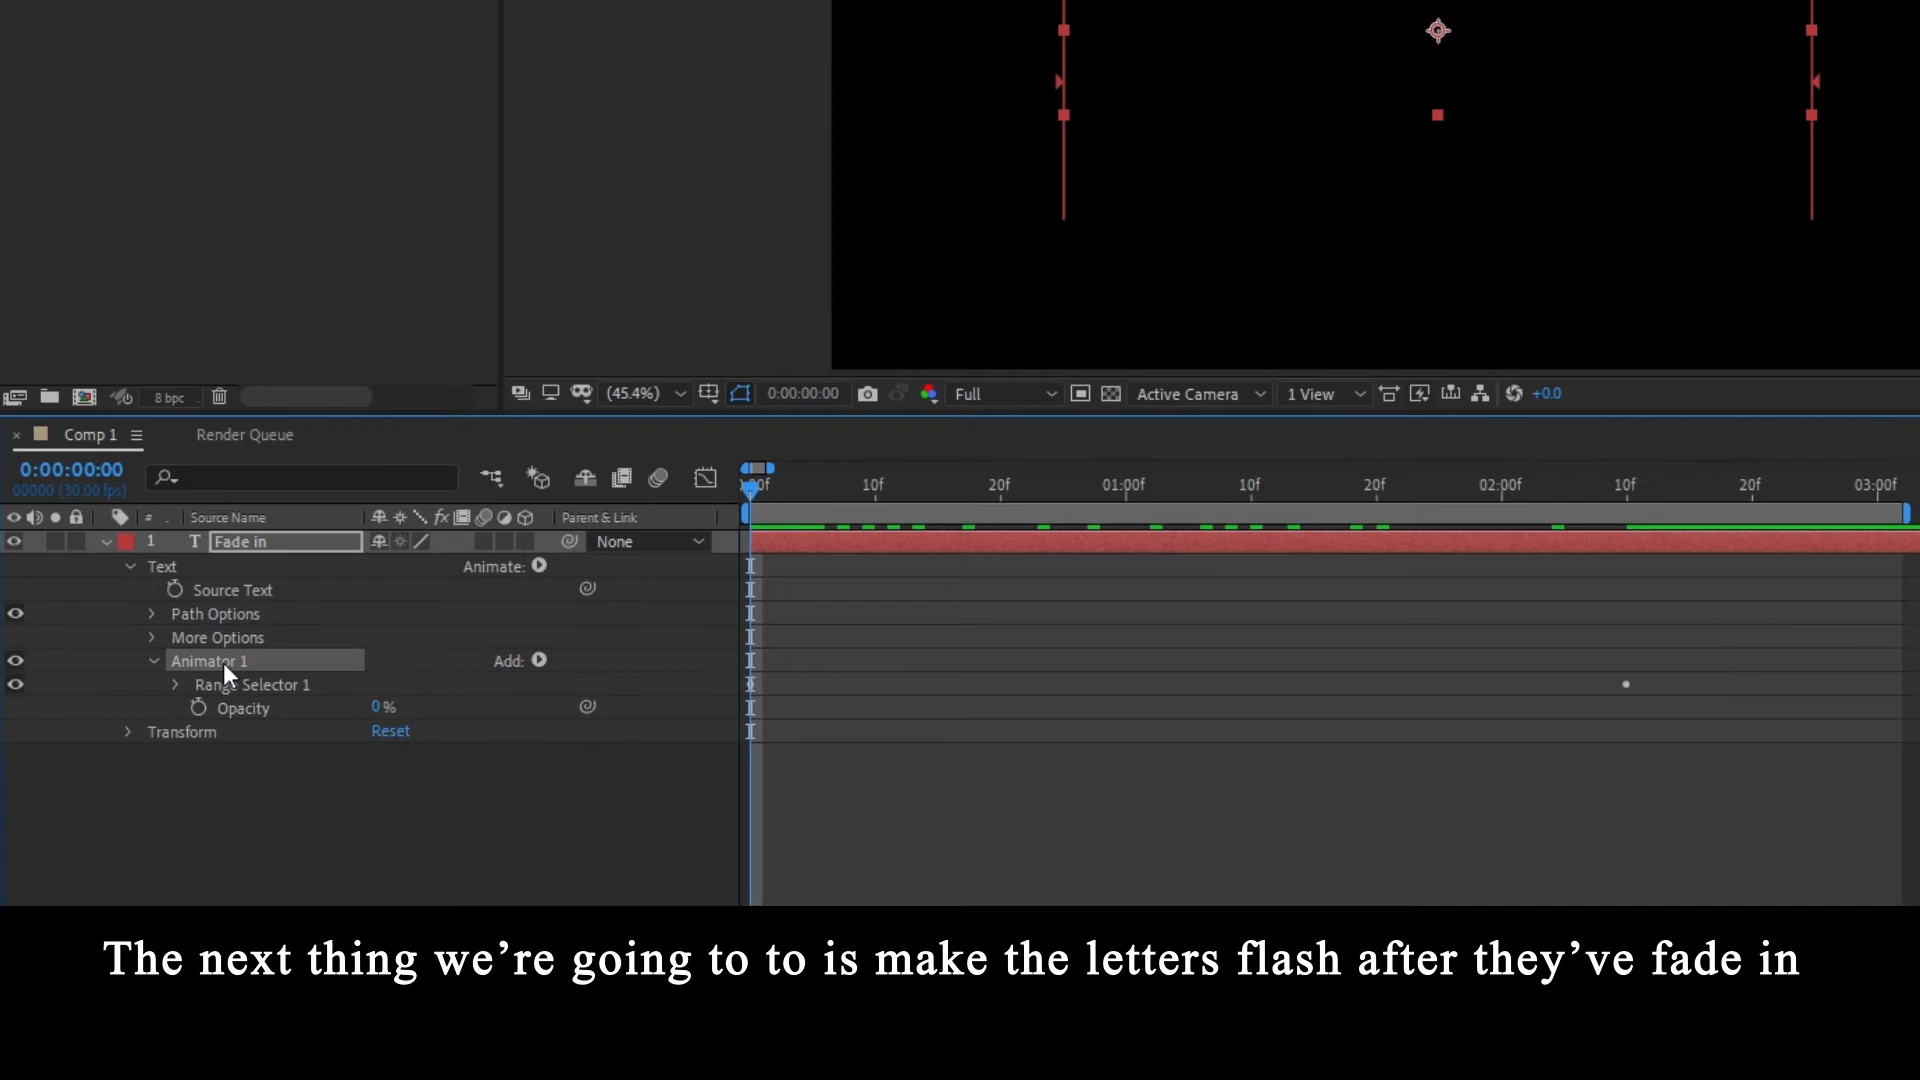 8 bpc
(45.4%)
0:00:00:00
Full
Active Camera
1 View
+0.0
Comp 1
Render Queue
0:00:00:00
00000 (30.00 fps)
10f 20f 01:00f 10f 20f 02:00f 10f 20f 03:00f
# Source Name fx Parent & Link
1 T Fade in None
Text Animate:
Source Text
Path Options
More Options
Animator 1 Add:
Range Selector 1
Opacity 0 %
Transform Reset
The next thing we’re going to to is make the letters flash after they’ve fade in